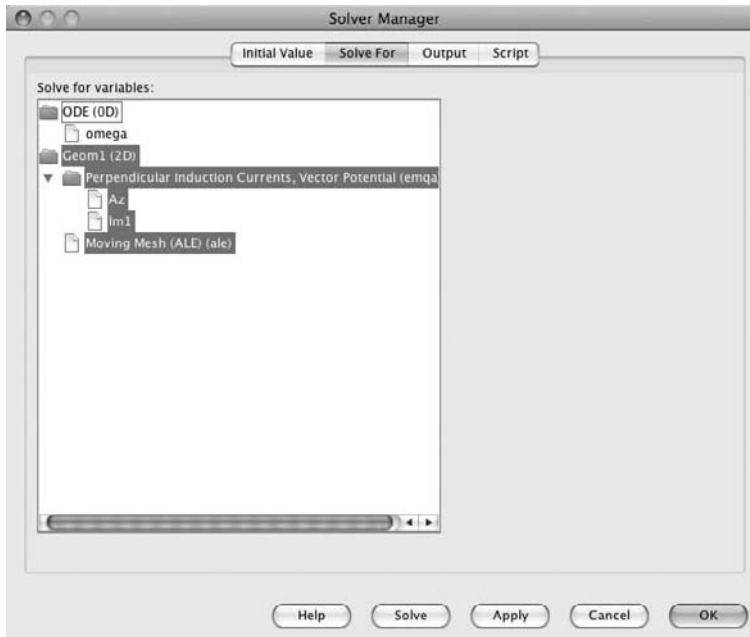 Solver Manager
Initial Value Solve For Output Script
Solve for variables:
ODE (0D)
omega
Geom1 (2D)
Perpendicular Induction Currents, Vector Potential (emqa
Az
lm1
Moving Mesh (ALE) (ale)
Help Solve Apply Cancel OK